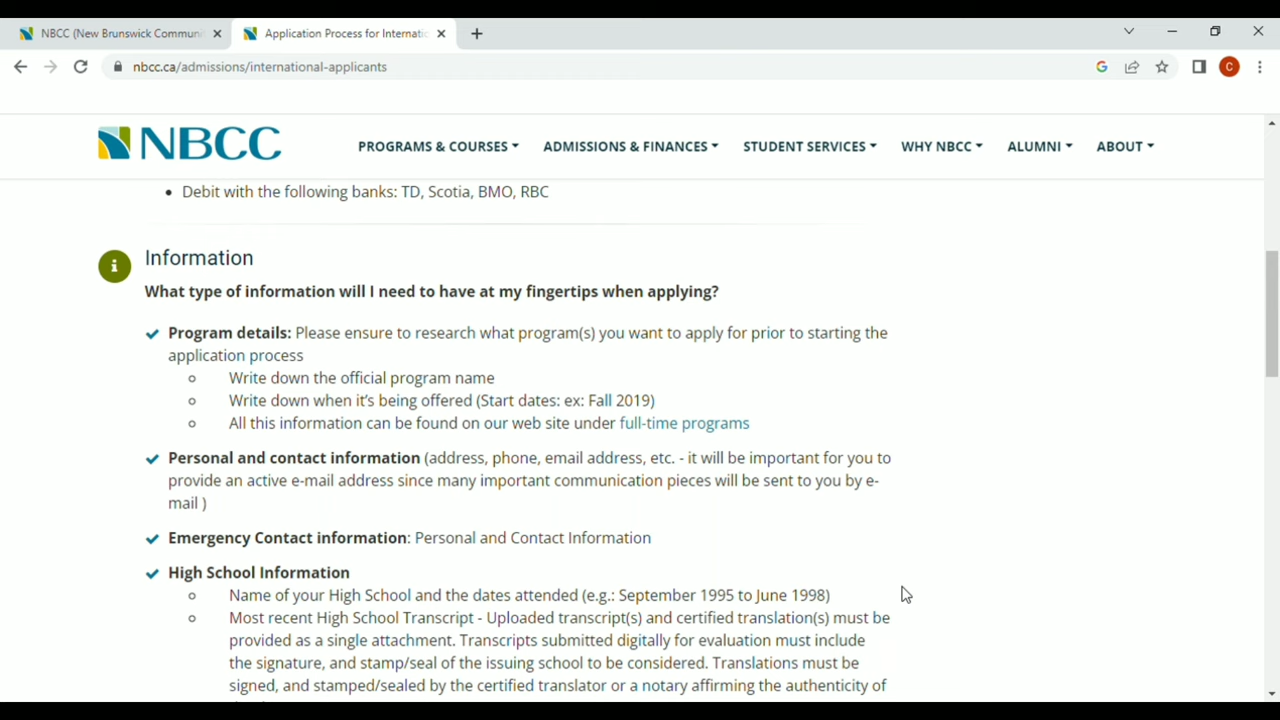 NBCC (New Brunswick Communi
Application Process for Internatic
nbcc.ca/admissions/international-applicants
G
C
NBCC
PROGRAMS & COURSES
ADMISSIONS & FINANCES
STUDENT SERVICES
WHY NBCC
ALUMNI
ABOUT
• Debit with the following banks: TD, Scotia, BMO, RBC
i
Information
What type of information will I need to have at my fingertips when applying?
Program details: Please ensure to research what program(s) you want to apply for prior to starting the
application process
Write down the official program name
Write down when it's being offered (Start dates: ex: Fall 2019)
All this information can be found on our web site under full-time programs
Personal and contact information (address, phone, email address, etc. - it will be important for you to
provide an active e-mail address since many important communication pieces will be sent to you by e-
mail )
Emergency Contact information: Personal and Contact Information
High School Information
Name of your High School and the dates attended (e.g.: September 1995 to June 1998)
Most recent High School Transcript - Uploaded transcript(s) and certified translation(s) must be
provided as a single attachment. Transcripts submitted digitally for evaluation must include
the signature, and stamp/seal of the issuing school to be considered. Translations must be
signed, and stamped/sealed by the certified translator or a notary affirming the authenticity of